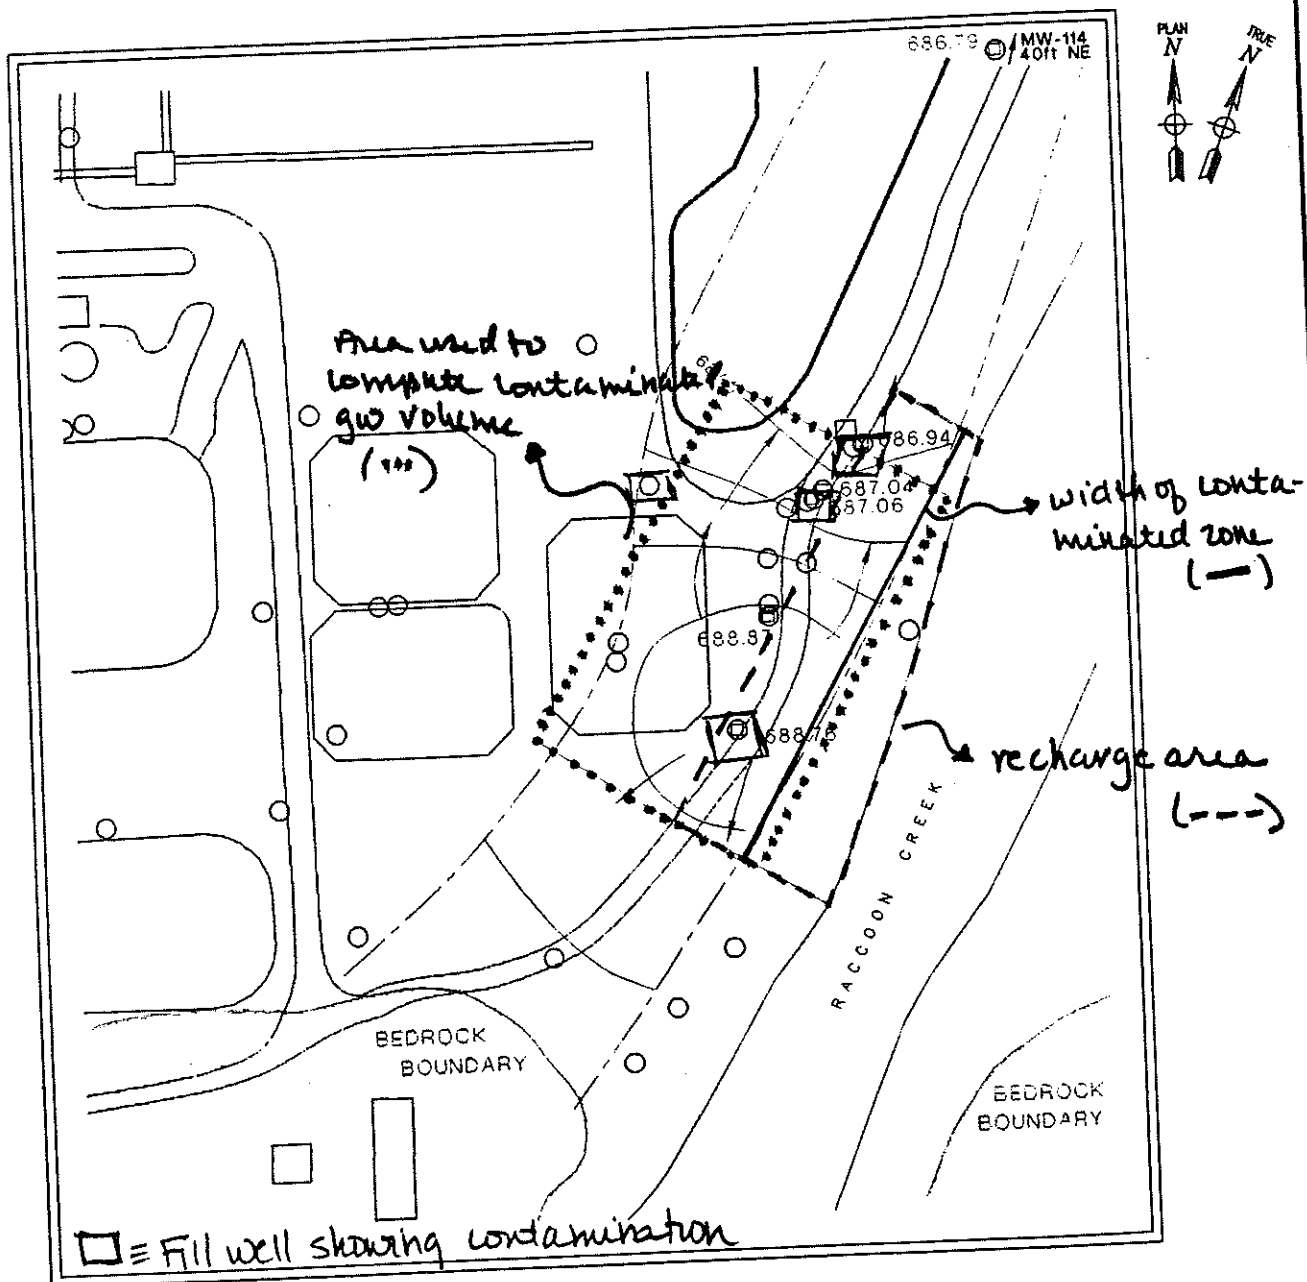 PLAN
N
TRUE
N
686.79
MW-114
40ft NE
Area used to
compute contaminate
gw volume
(***)
686.94
687.04
687.06
width of conta-
minated zone
(—)
688.87
688.76
recharge area
(---)
RACCOON CREEK
BEDROCK
BOUNDARY
BEDROCK
BOUNDARY
≡ Fill well showing contamination